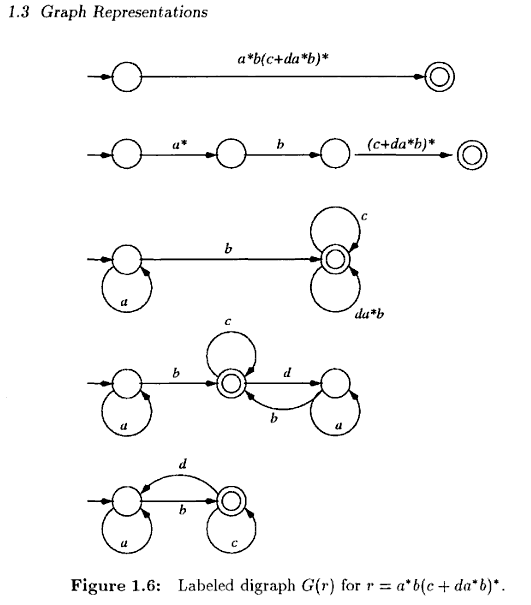 1.3 Graph Representations
a*b(c+da*b)*
a* b (c+da*b)*
c
b
a
da*b
c
b d
b
a a
d
b
a c
Figure 1.6: Labeled digraph G(r) for r = a*b(c + da*b)*.